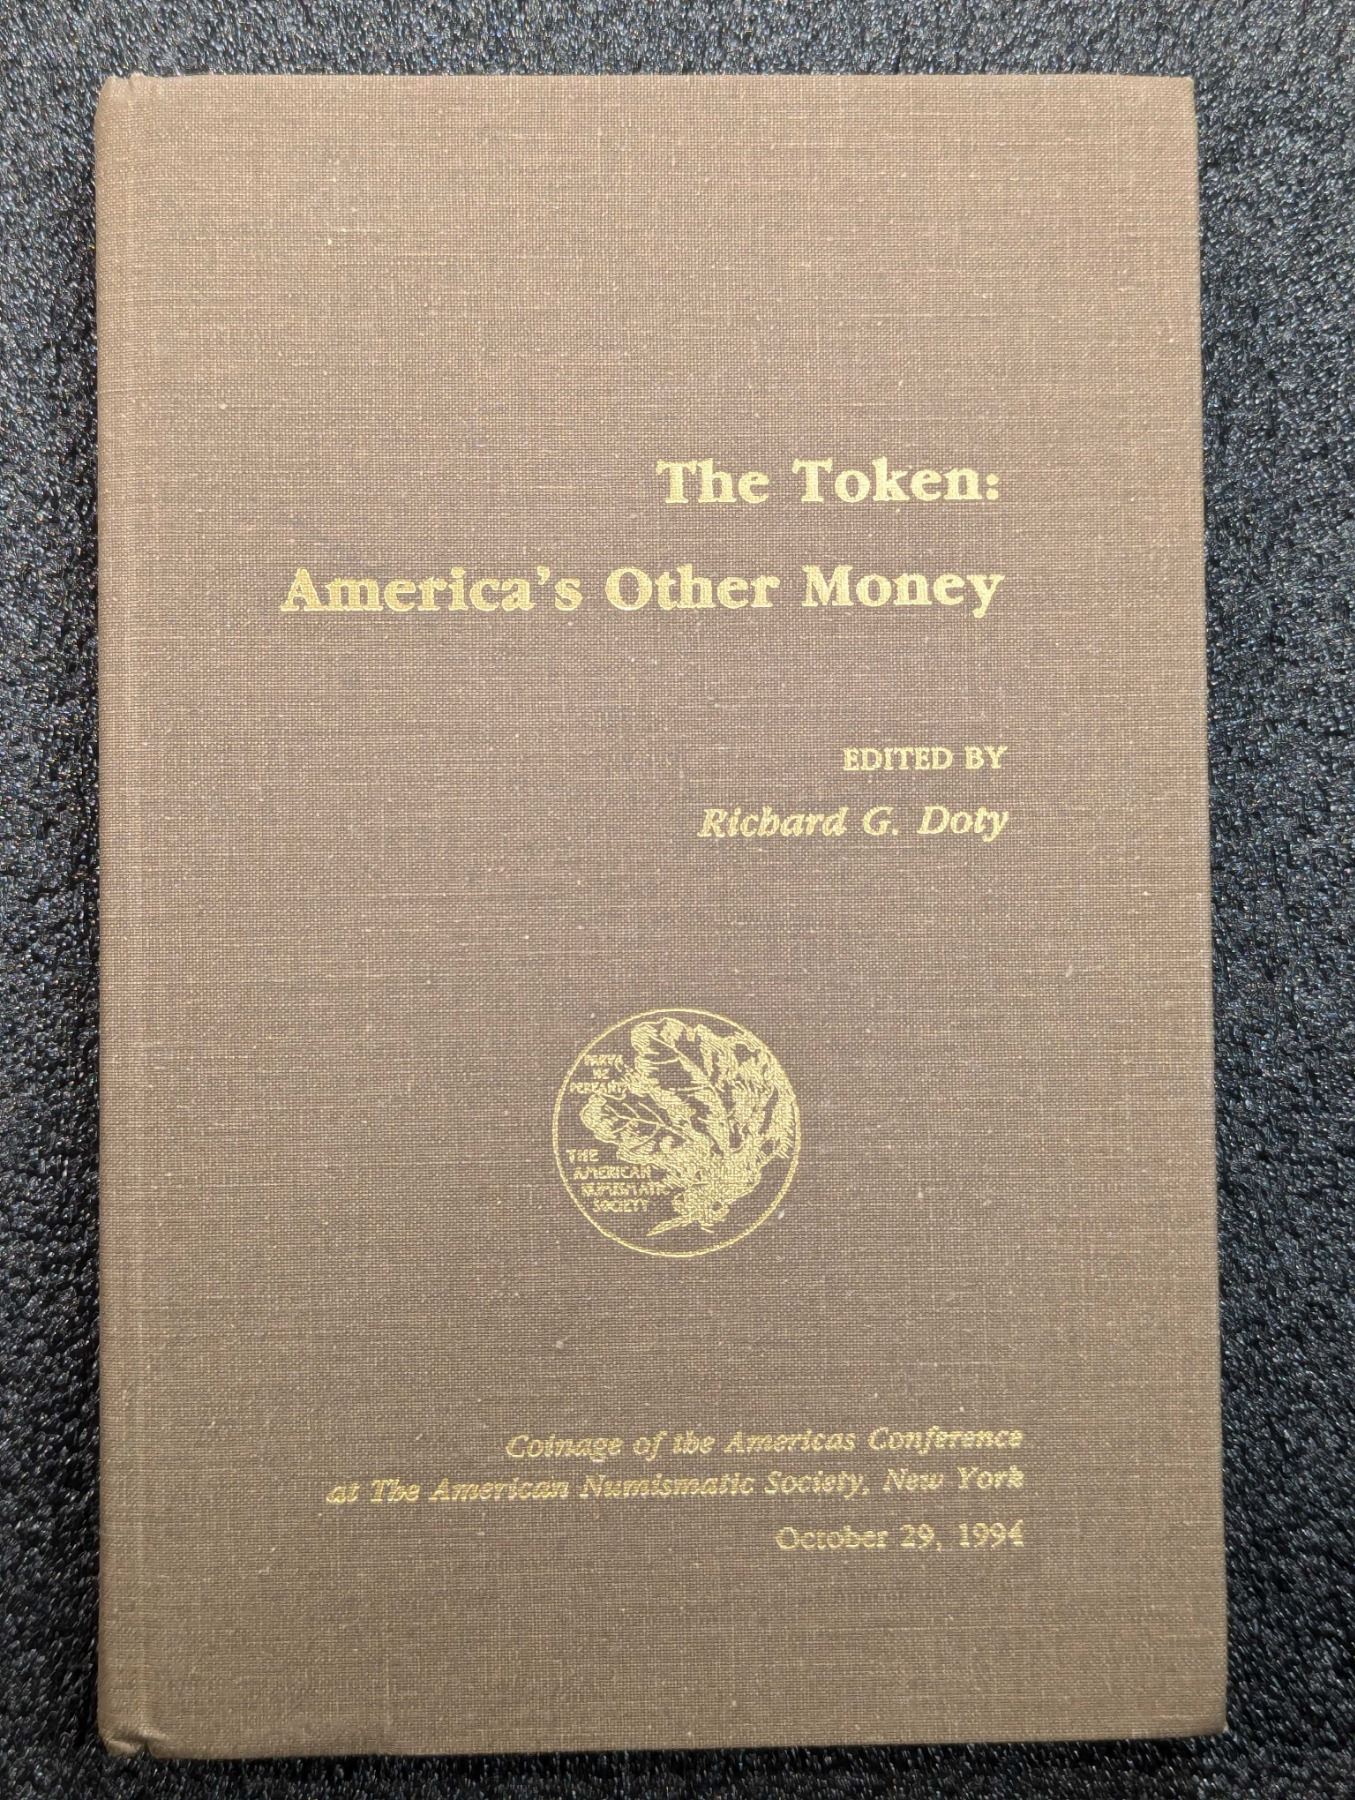 The Token:
America's Other Money
EDITED BY
Richard G. Doty
PARVA
NE
PEREANT
THE
AMERICAN
NUMISMATIC
SOCIETY
Coinage of the Americas Conference
at The American Numismatic Society, New York
October 29, 1994